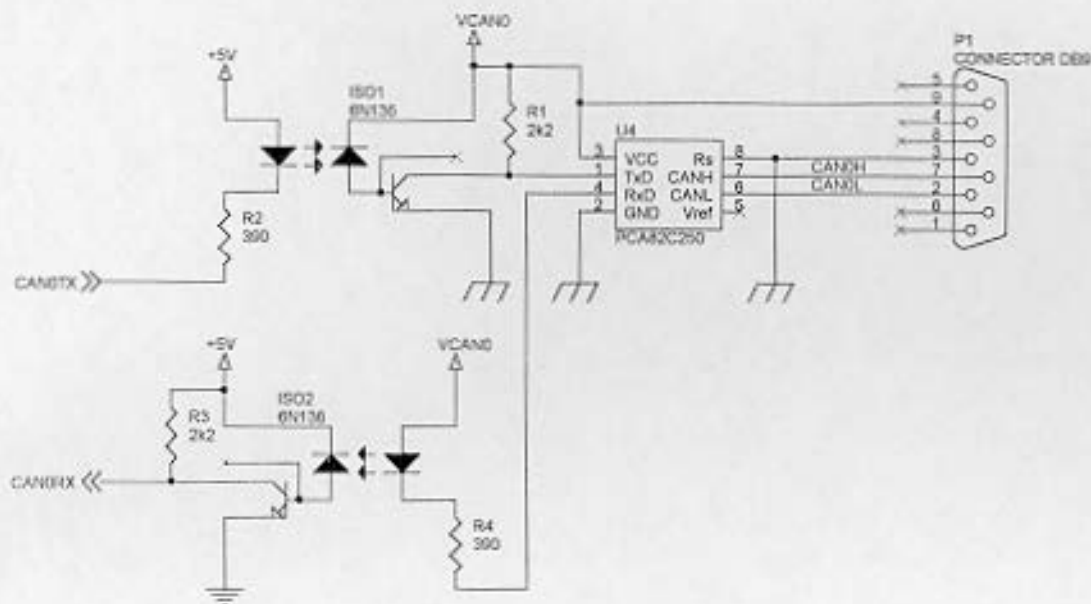 VCAN0
+5V
ISO1
6N136
R1
2k2
P1
CONNECTOR DB9
U4
3 VCC Rs 8
1 TxD CANH 7 CAN0H
4 RxD CANL 6 CAN0L
2 GND Vref 5
PCA82C250
5
9
4
8
3
7
2
6
1
R2
390
CAN0TX
+5V
VCAN0
ISO2
6N136
R3
2k2
CAN0RX
R4
390